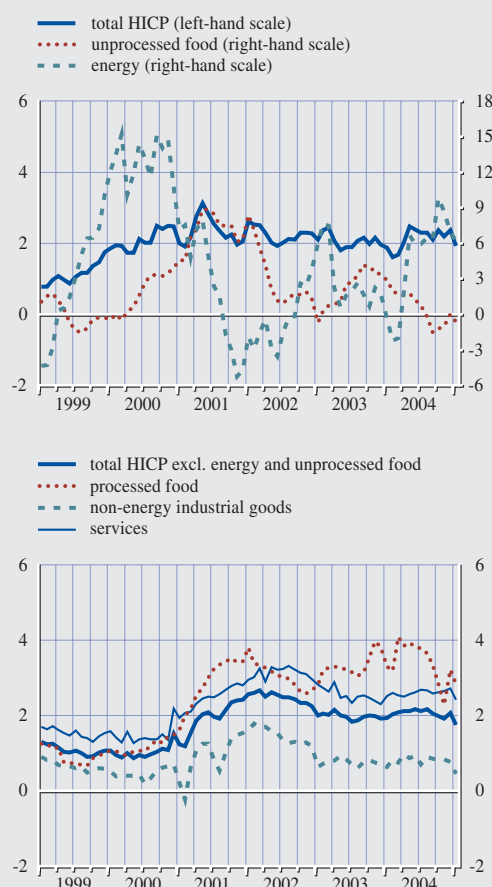 total HICP (left-hand scale)
unprocessed food (right-hand scale)
energy (right-hand scale)
6 18
15
4 12
9
2 6
3
0 0
-3
-2 -6
1999 2000 2001 2002 2003 2004
total HICP excl. energy and unprocessed food
processed food
non-energy industrial goods
services
6 6
4 4
2 2
0 0
-2 -2
1999 2000 2001 2002 2003 2004